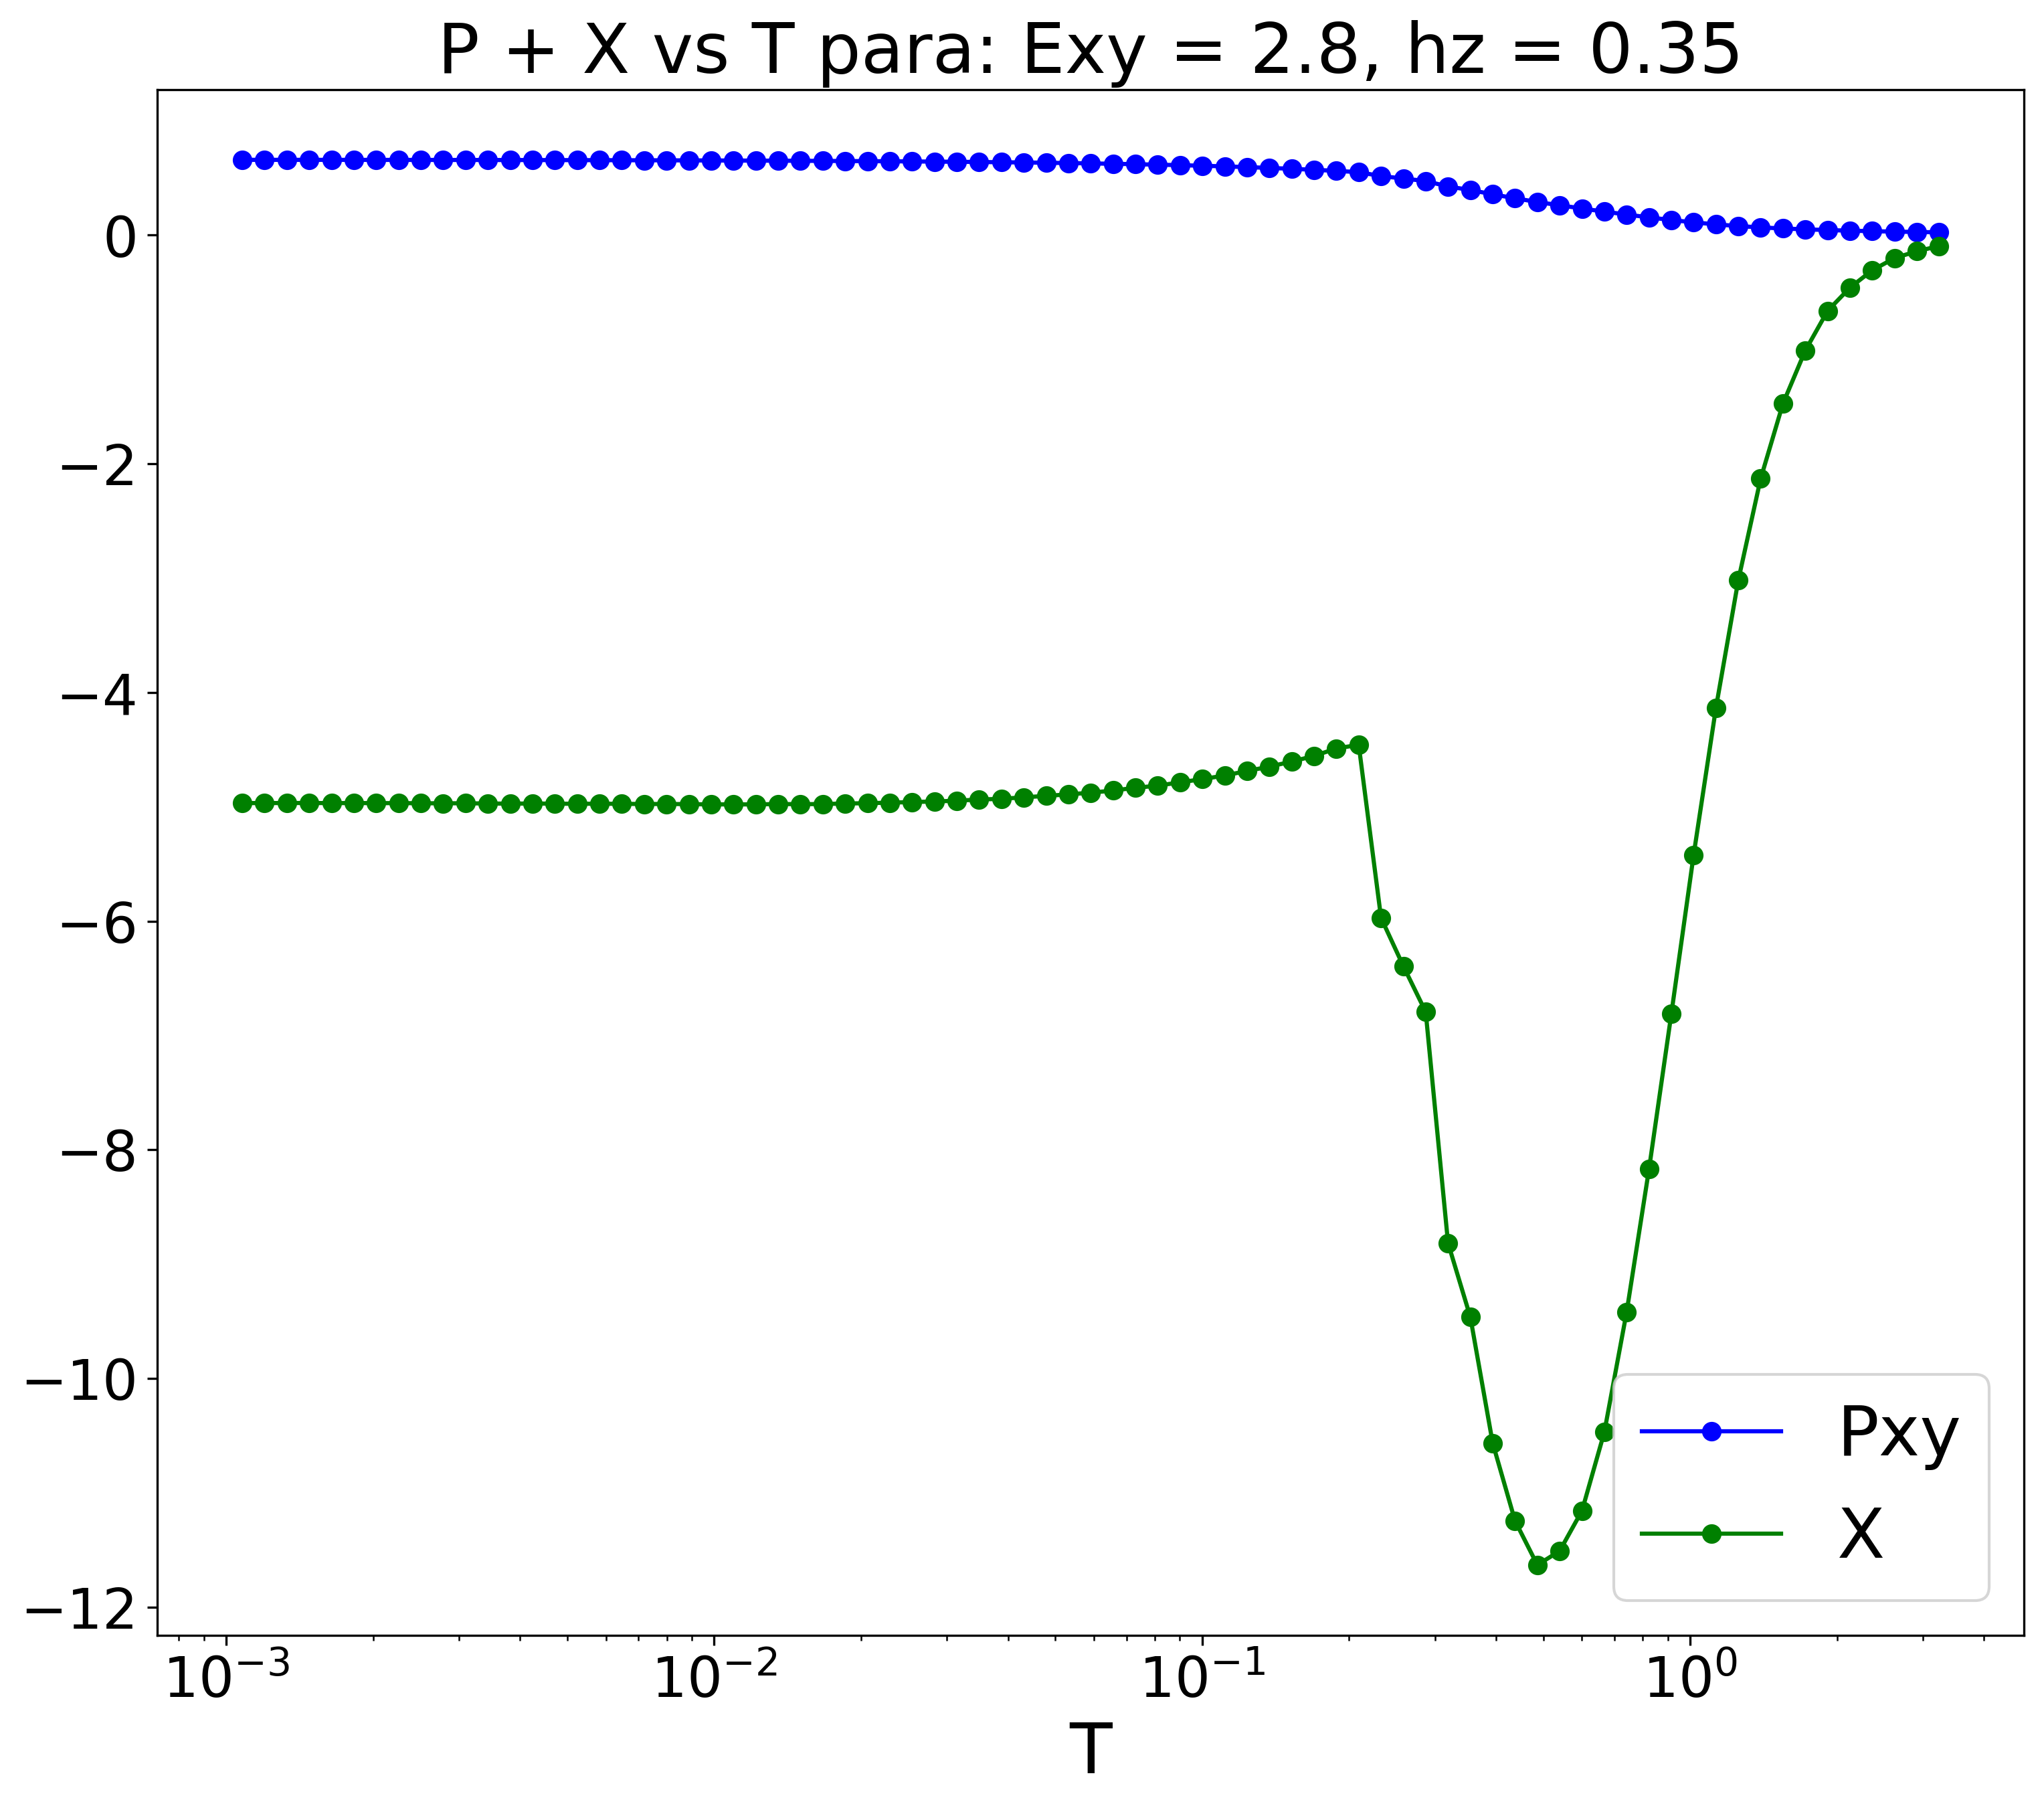 P + X vs T para: Exy = 2.8, hz = 0.35
0
−2
−4
−6
−8
−10
−12
10⁻³ 10⁻² 10⁻¹ 10⁰
T
Pxy
X